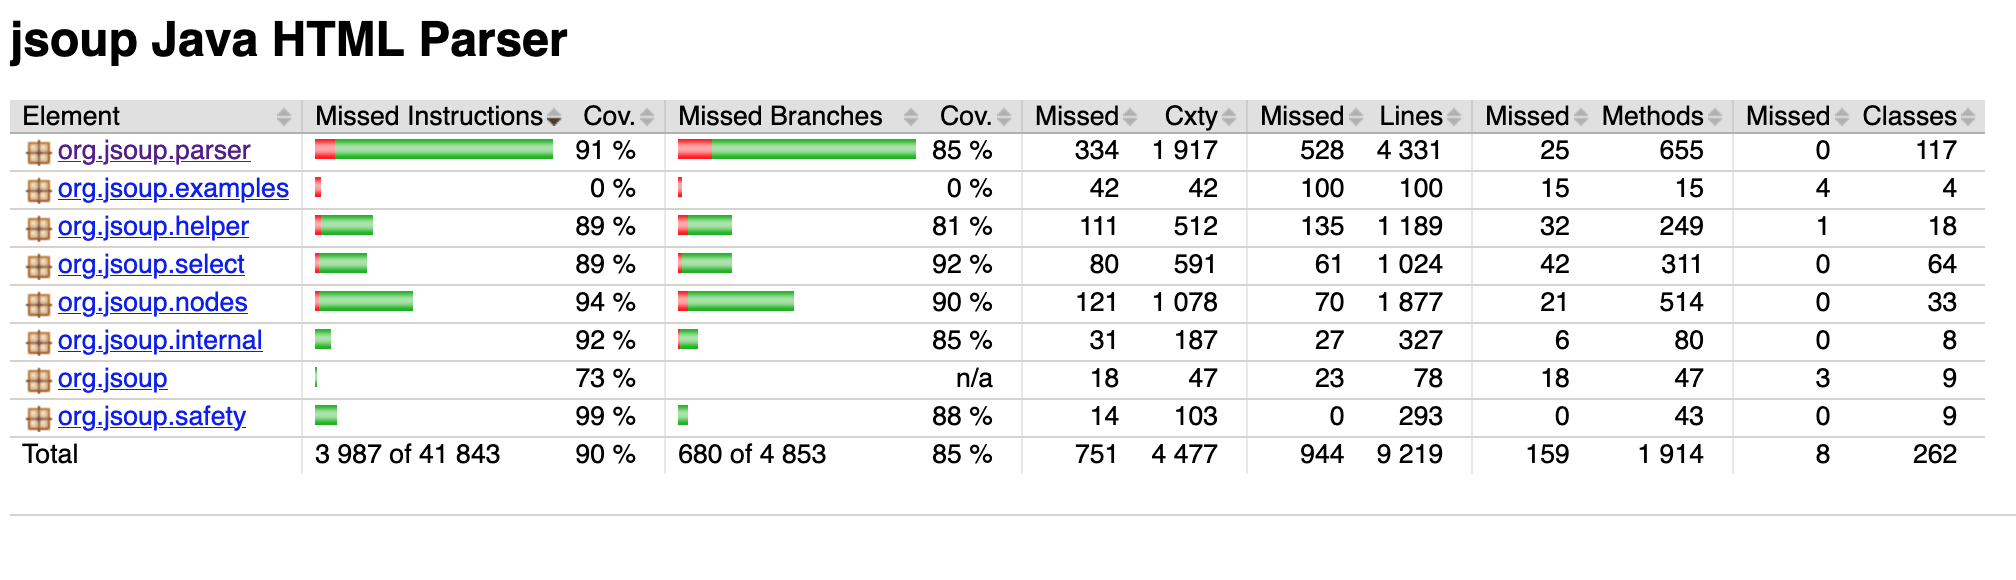 jsoup Java HTML Parser
Element Missed Instructions Cov. Missed Branches Cov. Missed Cxty Missed Lines Missed Methods Missed Classes
org.jsoup.parser 91 % 85 % 334 1 917 528 4 331 25 655 0 117
org.jsoup.examples 0 % 0 % 42 42 100 100 15 15 4 4
org.jsoup.helper 89 % 81 % 111 512 135 1 189 32 249 1 18
org.jsoup.select 89 % 92 % 80 591 61 1 024 42 311 0 64
org.jsoup.nodes 94 % 90 % 121 1 078 70 1 877 21 514 0 33
org.jsoup.internal 92 % 85 % 31 187 27 327 6 80 0 8
org.jsoup 73 % n/a 18 47 23 78 18 47 3 9
org.jsoup.safety 99 % 88 % 14 103 0 293 0 43 0 9
Total 3 987 of 41 843 90 % 680 of 4 853 85 % 751 4 477 944 9 219 159 1 914 8 262